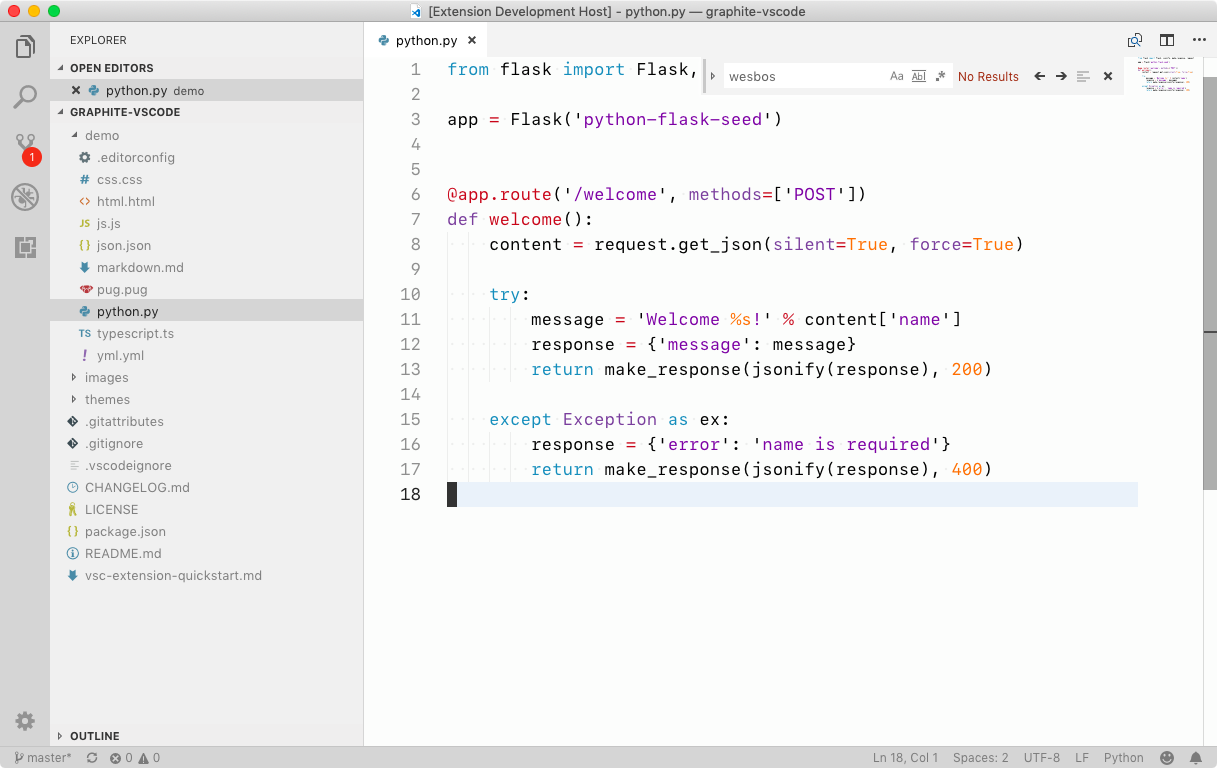 [Extension Development Host] - python.py — graphite-vscode
EXPLORER
OPEN EDITORS
python.py demo
GRAPHITE-VSCODE
demo
.editorconfig
# css.css
<> html.html
JS js.js
{} json.json
markdown.md
pug.pug
python.py
TS typescript.ts
! yml.yml
images
themes
.gitattributes
.gitignore
.vscodeignore
CHANGELOG.md
LICENSE
{} package.json
README.md
vsc-extension-quickstart.md
OUTLINE
1
python.py
wesbos
Aa
Abl
.*
No Results
1 from flask import Flask,
2
3 app = Flask('python-flask-seed')
4
5
6 @app.route('/welcome', methods=['POST'])
7 def welcome():
8 content = request.get_json(silent=True, force=True)
9
10 try:
11 message = 'Welcome %s!' % content['name']
12 response = {'message': message}
13 return make_response(jsonify(response), 200)
14
15 except Exception as ex:
16 response = {'error': 'name is required'}
17 return make_response(jsonify(response), 400)
18
master* 0 0 Ln 18, Col 1 Spaces: 2 UTF-8 LF Python